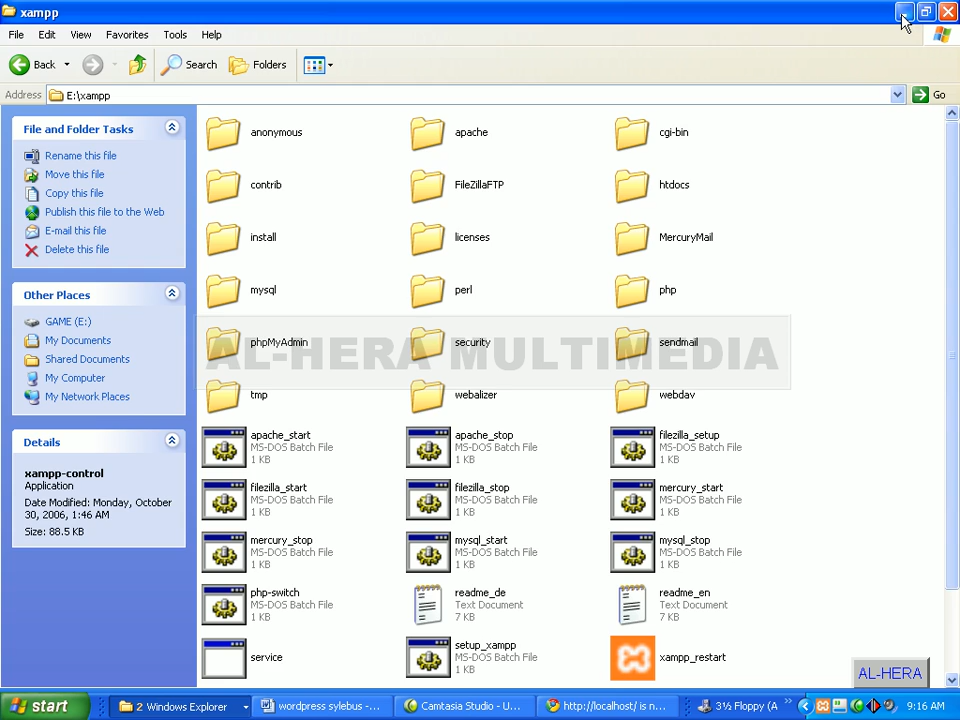 xampp
File Edit View Favorites Tools Help
Back Search Folders
Address E:\xampp Go
File and Folder Tasks
Rename this file
Move this file
Copy this file
Publish this file to the Web
E-mail this file
Delete this file
Other Places
GAME (E:)
My Documents
Shared Documents
My Computer
My Network Places
Details
xampp-control
Application
Date Modified: Monday, October
30, 2006, 1:46 AM
Size: 88.5 KB
anonymous apache cgi-bin
contrib FileZillaFTP htdocs
install licenses MercuryMail
mysql perl php
phpMyAdmin security sendmail
AL-HERA MULTIMEDIA
tmp webalizer webdav
apache_start apache_stop filezilla_setup
MS-DOS Batch File MS-DOS Batch File MS-DOS Batch File
1 KB 1 KB 1 KB
filezilla_start filezilla_stop mercury_start
MS-DOS Batch File MS-DOS Batch File MS-DOS Batch File
1 KB 1 KB 1 KB
mercury_stop mysql_start mysql_stop
MS-DOS Batch File MS-DOS Batch File MS-DOS Batch File
1 KB 1 KB 1 KB
php-switch readme_de readme_en
MS-DOS Batch File Text Document Text Document
1 KB 7 KB 7 KB
service setup_xampp xampp_restart
MS-DOS Batch File
1 KB
AL-HERA
start 2 Windows Explorer wordpress sylebus -... Camtasia Studio - U... http://localhost/ is n... 3½ Floppy (A 9:16 AM